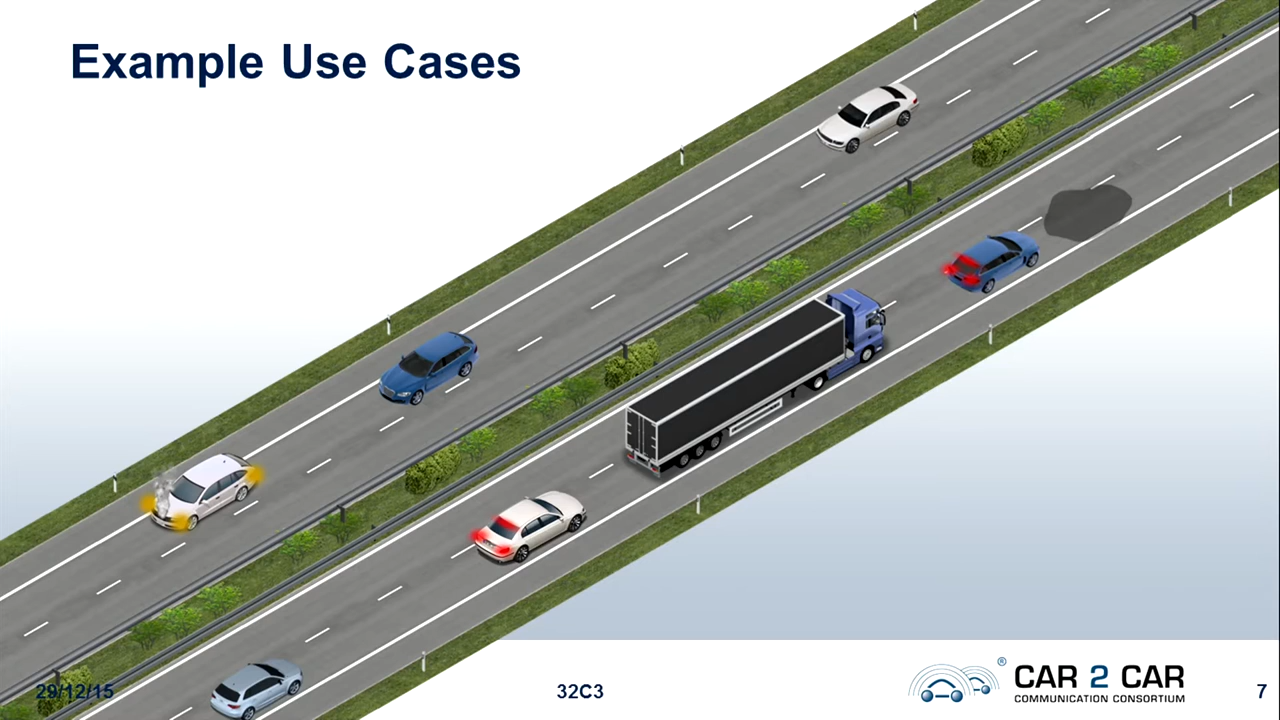 Example Use Cases
29/12/15
32C3
® CAR 2 CAR
COMMUNICATION CONSORTIUM
7